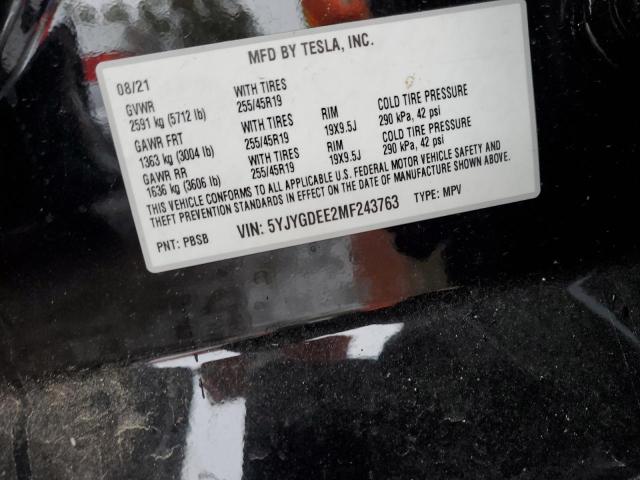 MFD BY TESLA, INC.
08/21
GVWR WITH TIRES
2591 kg (5712 lb) 255/45R19 RIM COLD TIRE PRESSURE
GAWR FRT WITH TIRES 19X9.5J 290 kPa, 42 psi
1363 kg (3004 lb) 255/45R19 RIM COLD TIRE PRESSURE
GAWR RR WITH TIRES 19X9.5J 290 kPa, 42 psi
1636 kg (3606 lb) 255/45R19
THIS VEHICLE CONFORMS TO ALL APPLICABLE U.S. FEDERAL MOTOR VEHICLE SAFETY AND
THEFT PREVENTION STANDARDS IN EFFECT ON THE DATE OF MANUFACTURE SHOWN ABOVE.
PNT: PBSB VIN: 5YJYGDEE2MF243763 TYPE: MPV